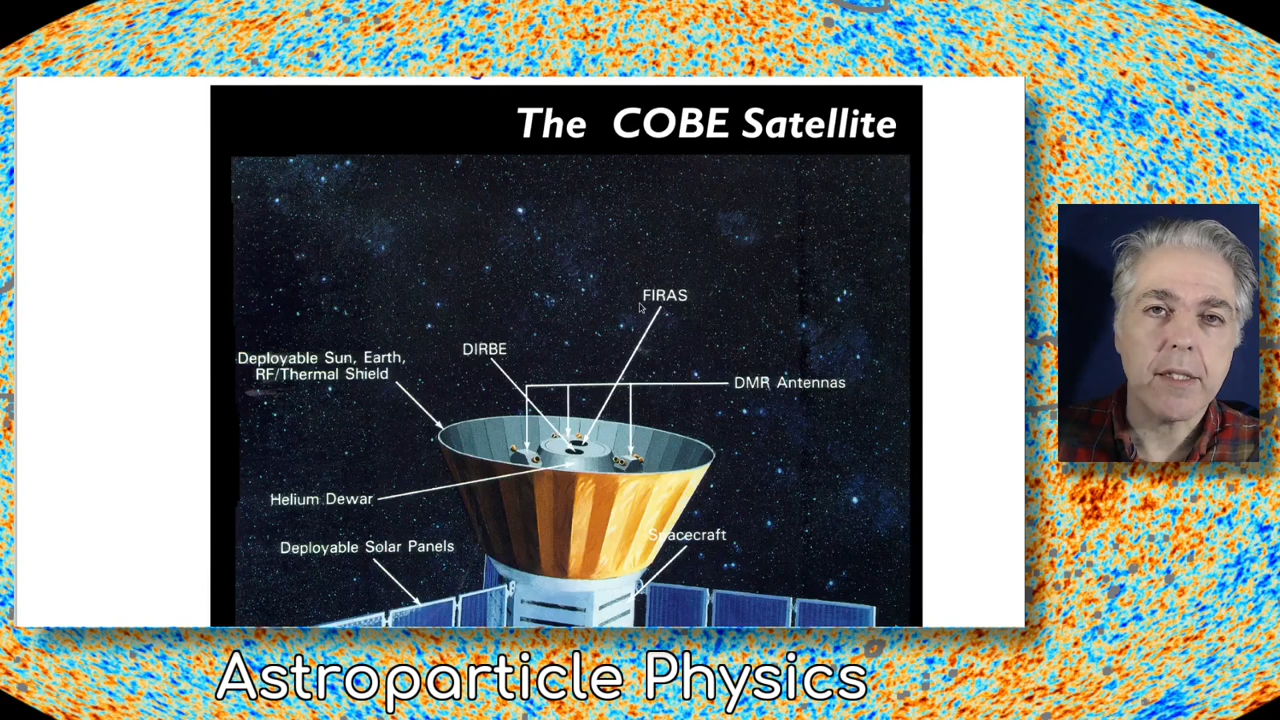 The COBE Satellite
FIRAS
DIRBE
Deployable Sun, Earth,
RF/Thermal Shield
DMR Antennas
Helium Dewar
Spacecraft
Deployable Solar Panels
Astroparticle Physics